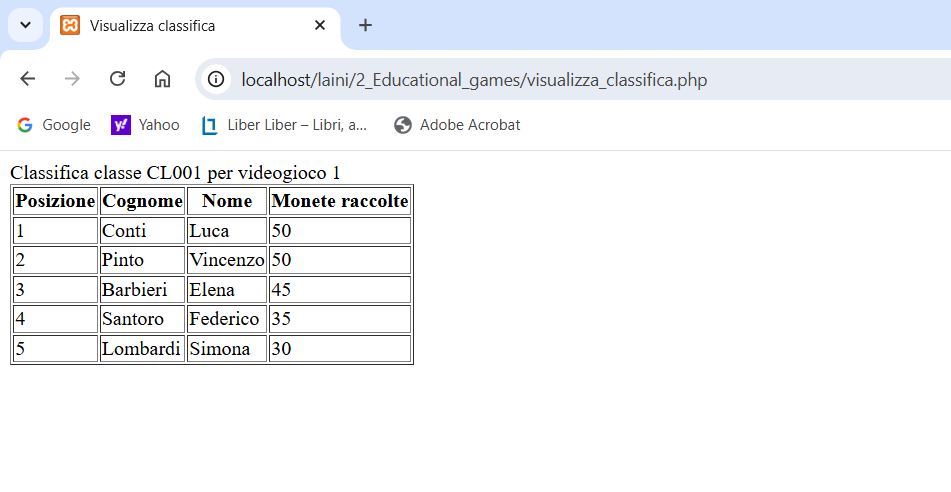 Visualizza classifica
localhost/laini/2_Educational_games/visualizza_classifica.php
Google Yahoo Liber Liber – Libri, a... Adobe Acrobat
Classifica classe CL001 per videogioco 1
Posizione Cognome Nome Monete raccolte
1 Conti Luca 50
2 Pinto Vincenzo 50
3 Barbieri Elena 45
4 Santoro Federico 35
5 Lombardi Simona 30